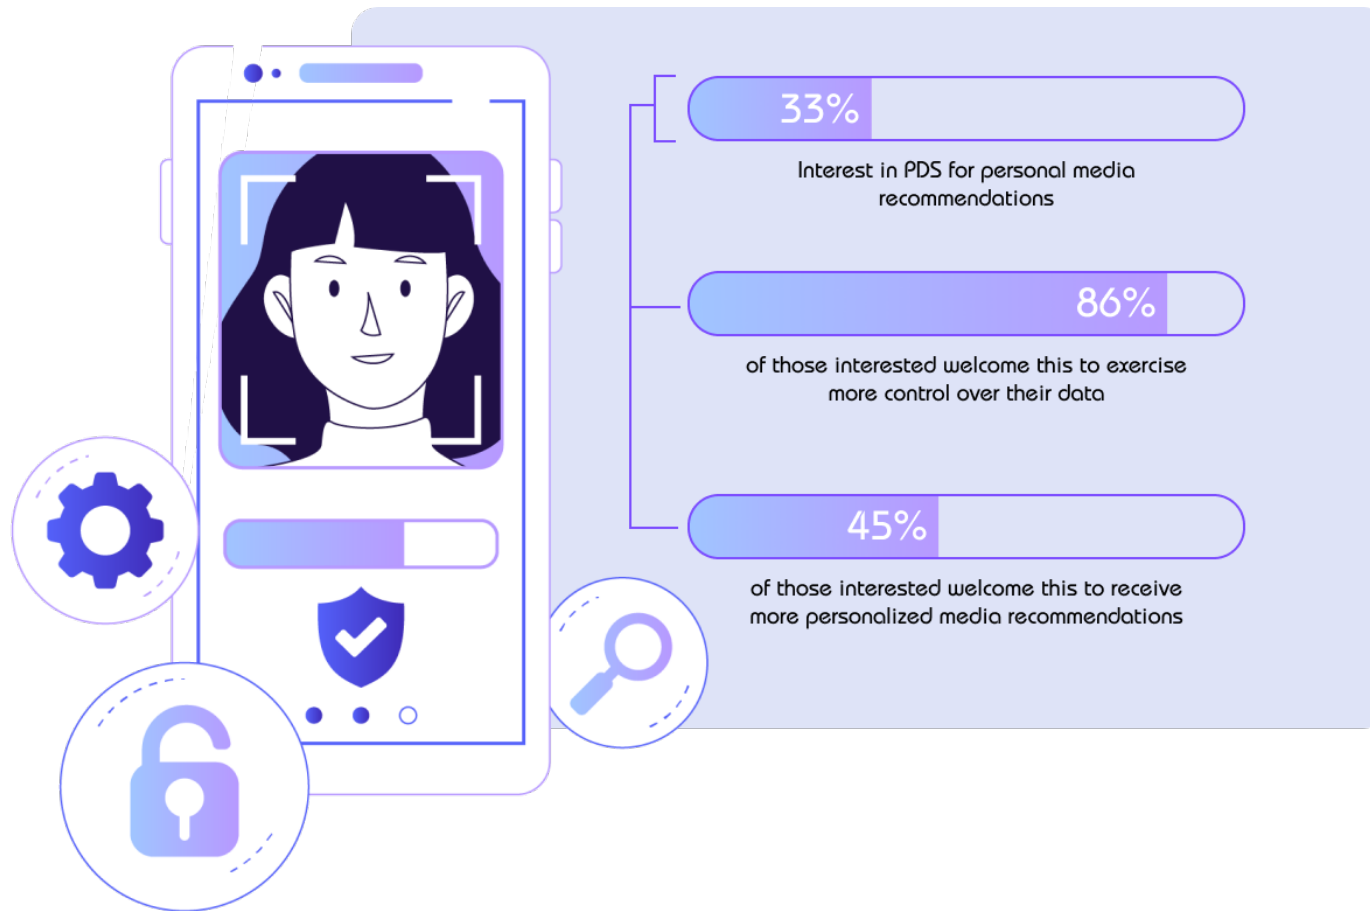 33%
Interest in PDS for personal media
recommendations
86%
of those interested welcome this to exercise
more control over their data
45%
of those interested welcome this to receive
more personalized media recommendations